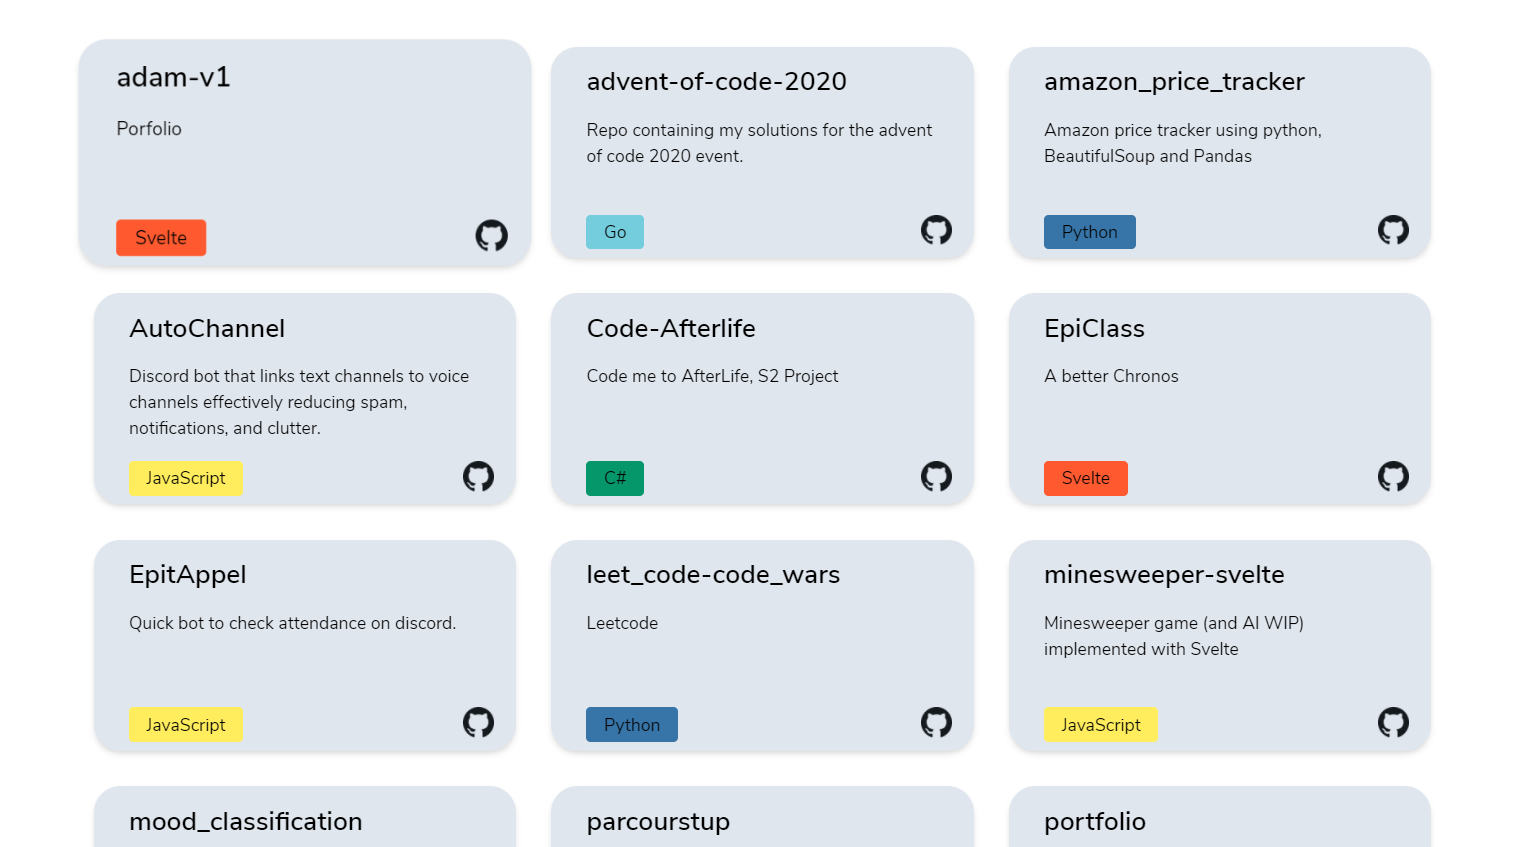 adam-v1
Porfolio
Svelte
advent-of-code-2020
Repo containing my solutions for the advent
of code 2020 event.
Go
amazon_price_tracker
Amazon price tracker using python,
BeautifulSoup and Pandas
Python
AutoChannel
Discord bot that links text channels to voice
channels effectively reducing spam,
notifications, and clutter.
JavaScript
Code-Afterlife
Code me to AfterLife, S2 Project
C#
EpiClass
A better Chronos
Svelte
EpitAppel
Quick bot to check attendance on discord.
JavaScript
leet_code-code_wars
Leetcode
Python
minesweeper-svelte
Minesweeper game (and AI WIP)
implemented with Svelte
JavaScript
mood_classification
parcourstup
portfolio